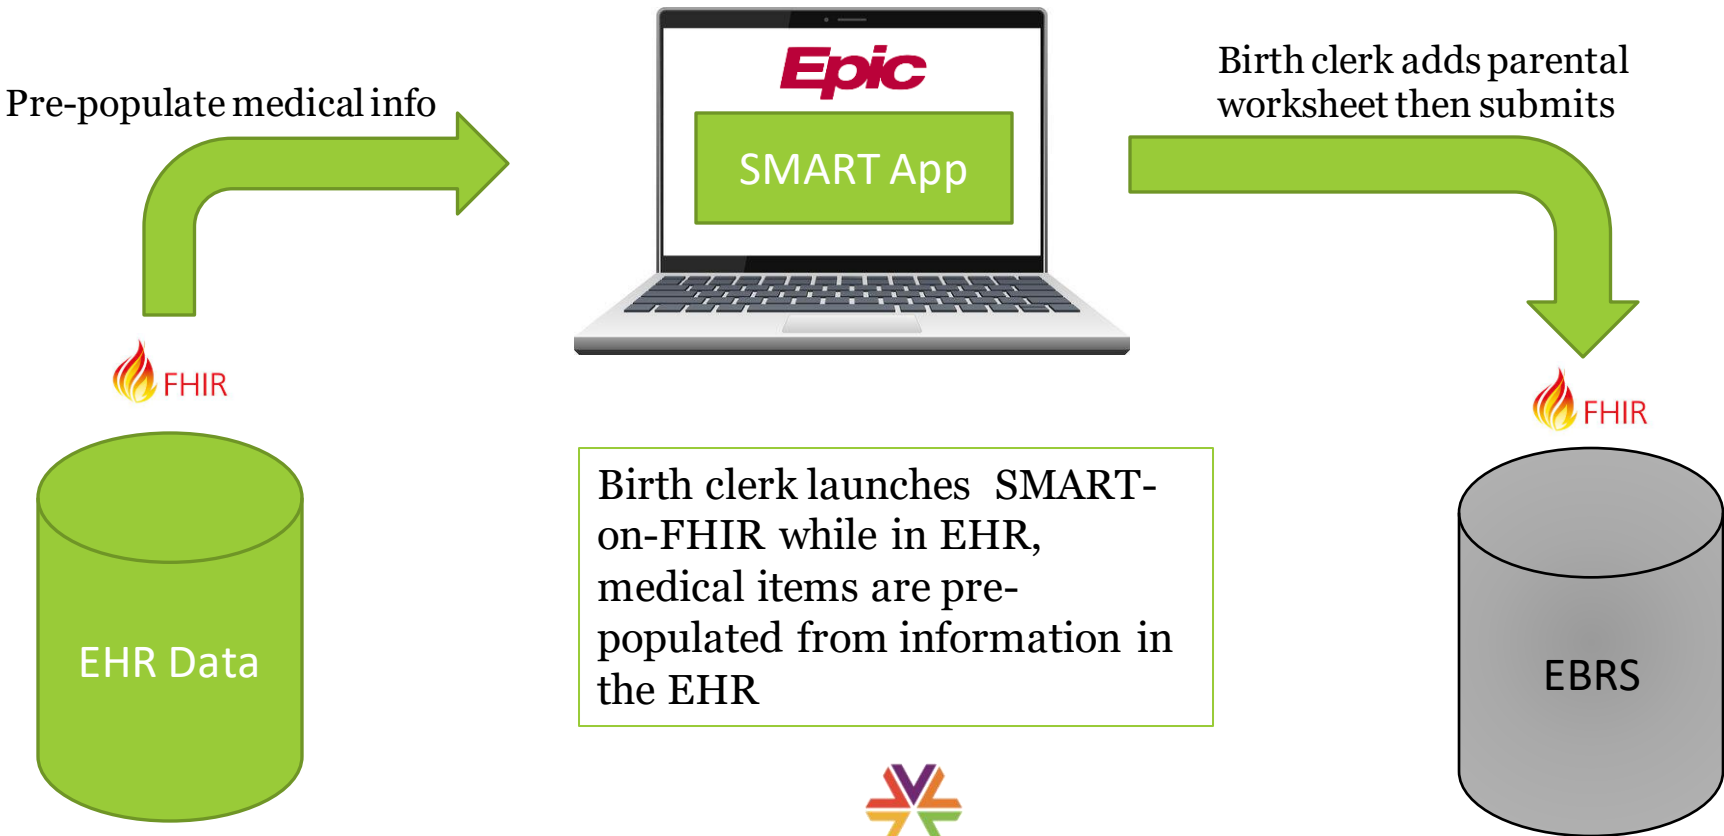 Pre-populate medical info
Epic
SMART App
Birth clerk adds parental
worksheet then submits
FHIR
FHIR
EHR Data
Birth clerk launches  SMART-
on-FHIR while in EHR,
medical items are pre-
populated from information in
the EHR
EBRS